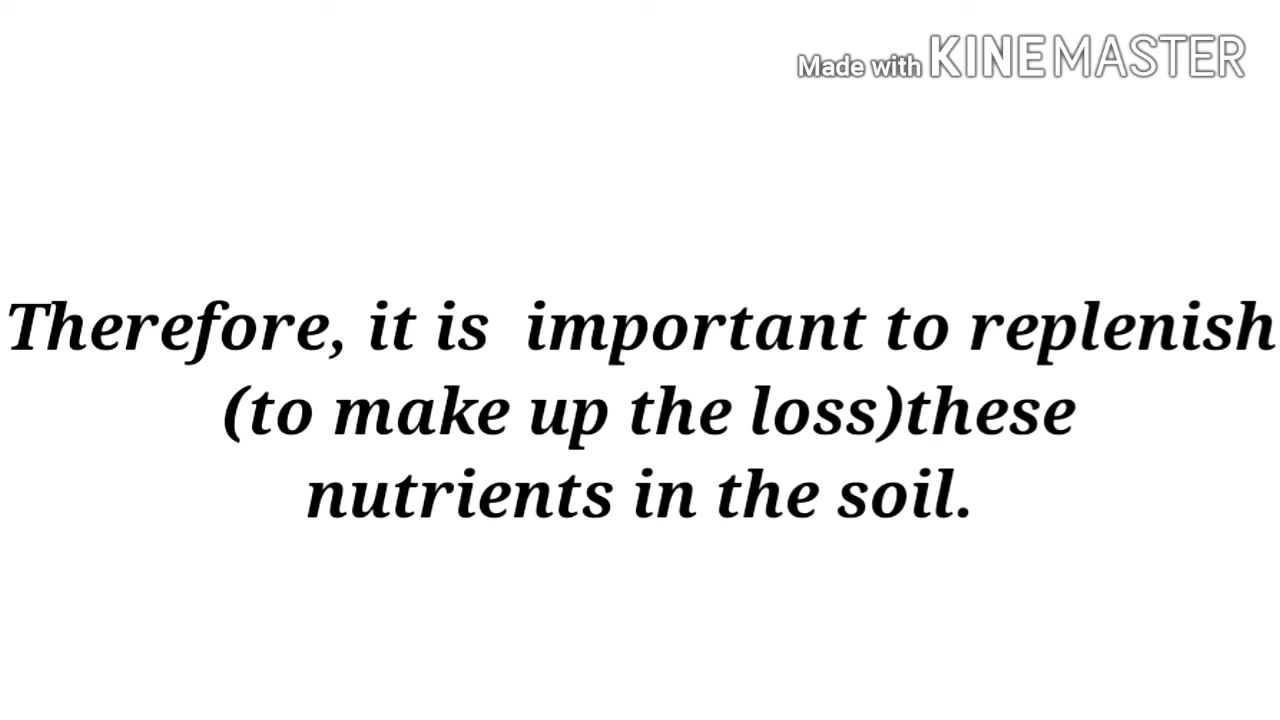 Made with KINEMASTER
Therefore, it is  important to replenish
(to make up the loss)these
nutrients in the soil.